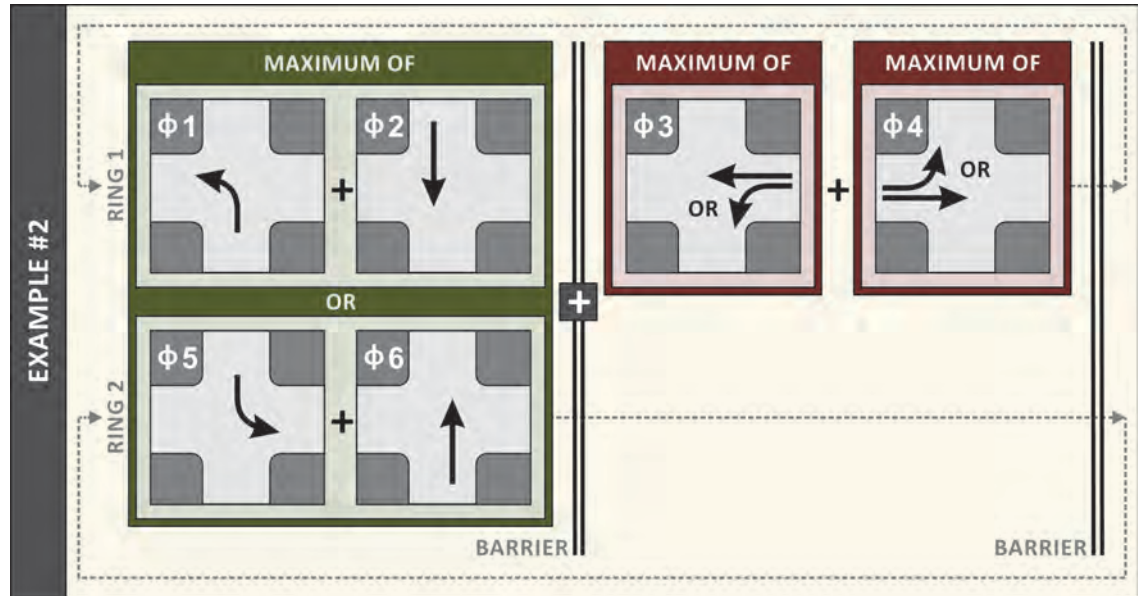 EXAMPLE #2
RING 1
MAXIMUM OF
Φ1
+
Φ2
OR
RING 2
Φ5
+
Φ6
BARRIER
+
MAXIMUM OF
Φ3
OR
+
MAXIMUM OF
Φ4
OR
BARRIER